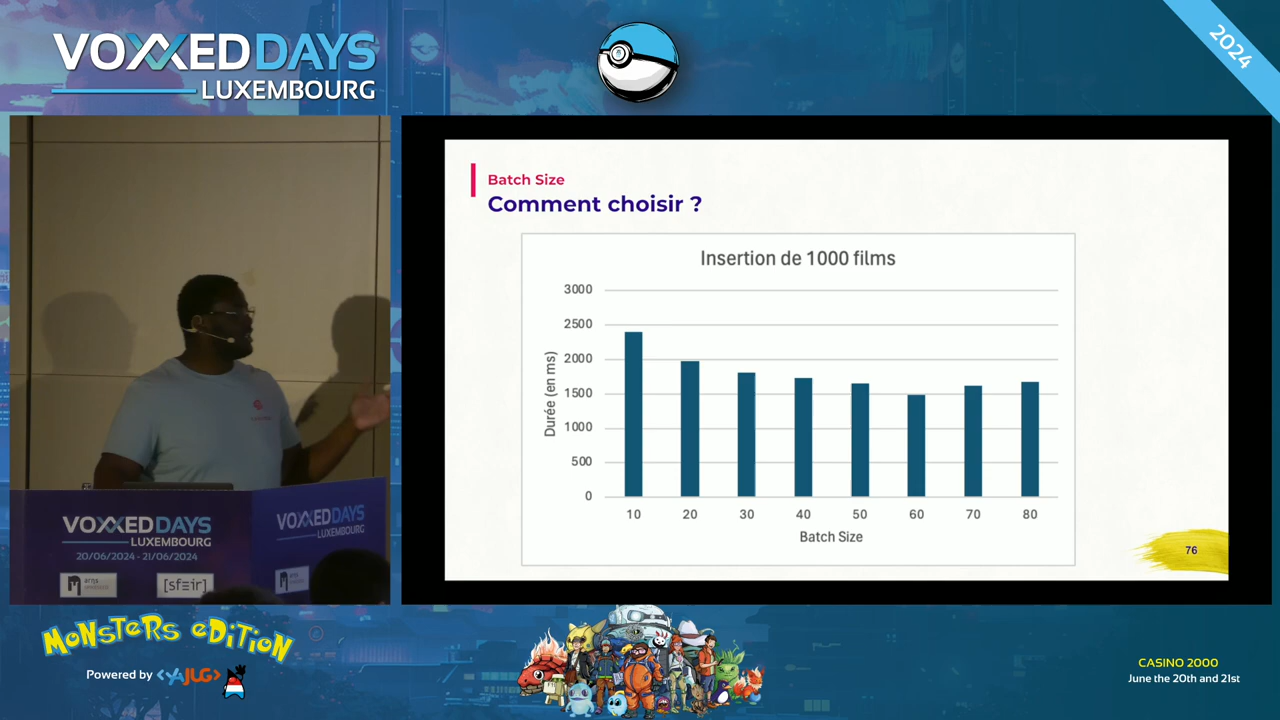 VOXXEDDAYS
LUXEMBOURG
2024
Batch Size
Comment choisir ?
Insertion de 1000 films
3000
2500
2000
1500
1000
500
0
Durée (en ms)
10 20 30 40 50 60 70 80
Batch Size
76
VOXXEDDAYS
LUXEMBOURG
20/06/2024 - 21/06/2024
[sfeir]
VOXXEDDAYS
LUXEMBOURG
MONSTERS EDITION
Powered by <YAJUG>
CASINO 2000
June the 20th and 21st